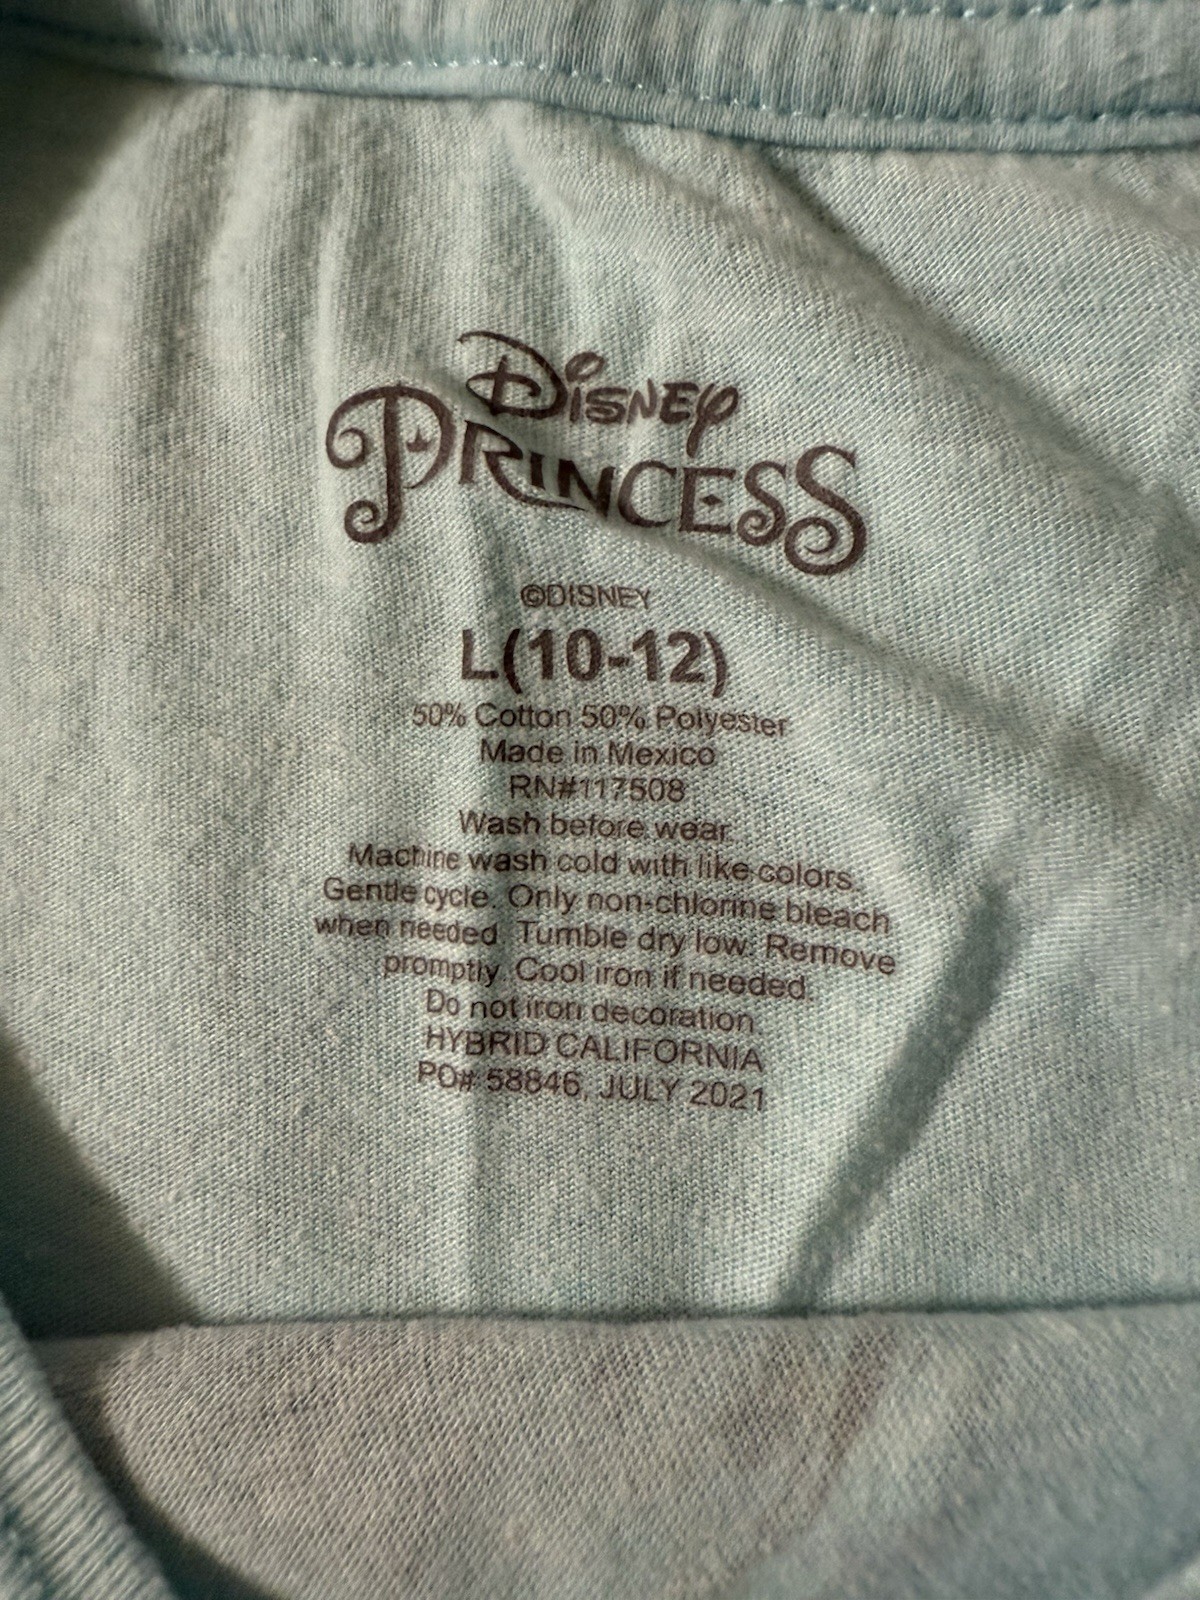 Disney
PRINCESS
©DISNEY
L(10-12)
50% Cotton 50% Polyester
Made in Mexico
RN#117508
Wash before wear.
Machine wash cold with like colors.
Gentle cycle. Only non-chlorine bleach
when needed. Tumble dry low. Remove
promptly. Cool iron if needed.
Do not iron decoration.
HYBRID CALIFORNIA
PO# 58846, JULY 2021